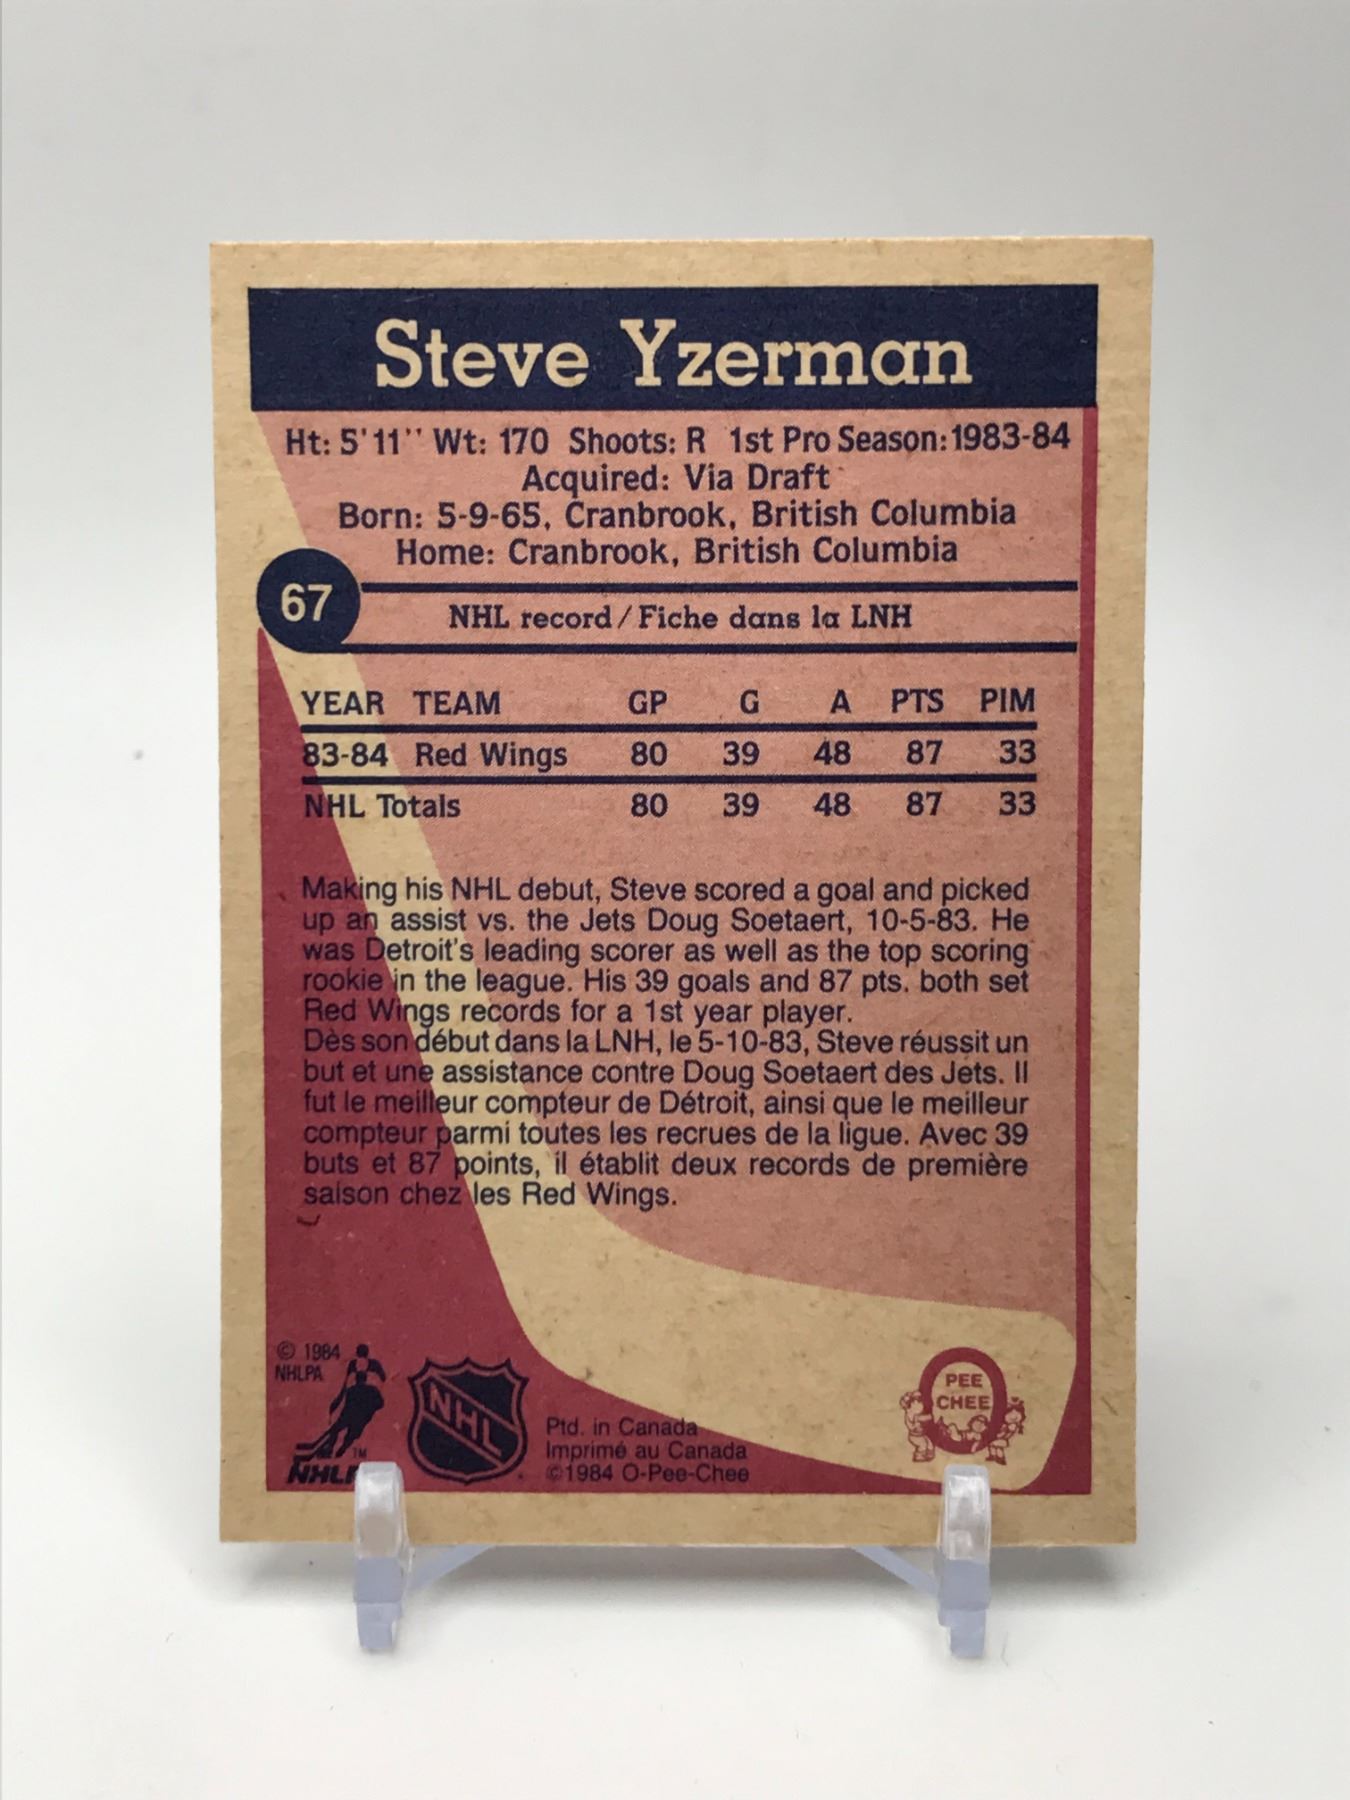 Steve Yzerman
Ht: 5'11'' Wt: 170 Shoots: R 1st Pro Season: 1983-84
Acquired: Via Draft
Born: 5-9-65, Cranbrook, British Columbia
Home: Cranbrook, British Columbia
67
NHL record/Fiche dans la LNH
YEAR TEAM GP G A PTS PIM
83-84 Red Wings 80 39 48 87 33
NHL Totals 80 39 48 87 33
Making his NHL debut, Steve scored a goal and picked
up an assist vs. the Jets Doug Soetaert, 10-5-83. He
was Detroit's leading scorer as well as the top scoring
rookie in the league. His 39 goals and 87 pts. both set
Red Wings records for a 1st year player.
Dès son début dans la LNH, le 5-10-83, Steve réussit un
but et une assistance contre Doug Soetaert des Jets. Il
fut le meilleur compteur de Détroit, ainsi que le meilleur
compteur parmi toutes les recrues de la ligue. Avec 39
buts et 87 points, il établit deux records de première
saison chez les Red Wings.
© 1984
NHLPA
TM
NHL
NHL
Ptd. in Canada
Imprimé au Canada
©1984 O-Pee-Chee
O
PEE
CHEE